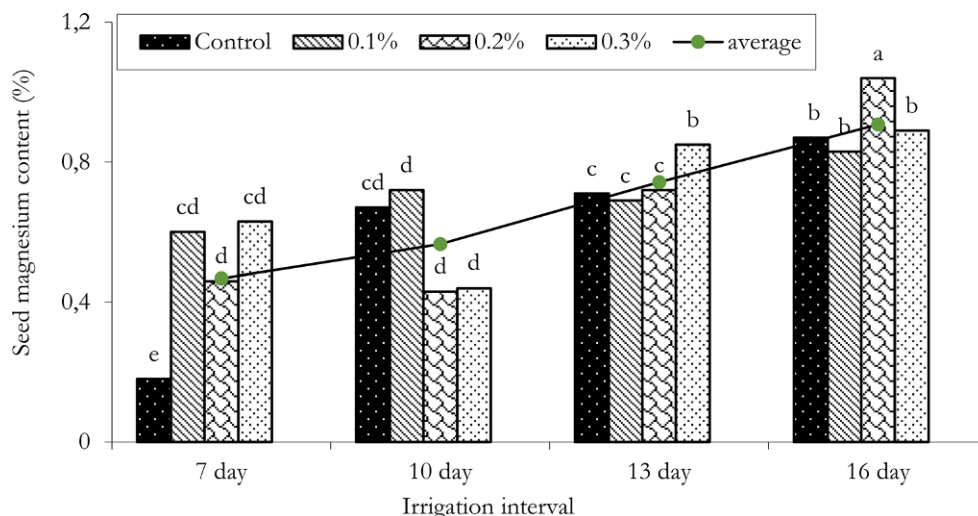 Seed magnesium content (%)
1,2
0,8
0,4
0
Control 0.1% 0.2% 0.3% average
e cd d cd
cd d d d
c c c b
b b a b
7 day 10 day 13 day 16 day
Irrigation interval